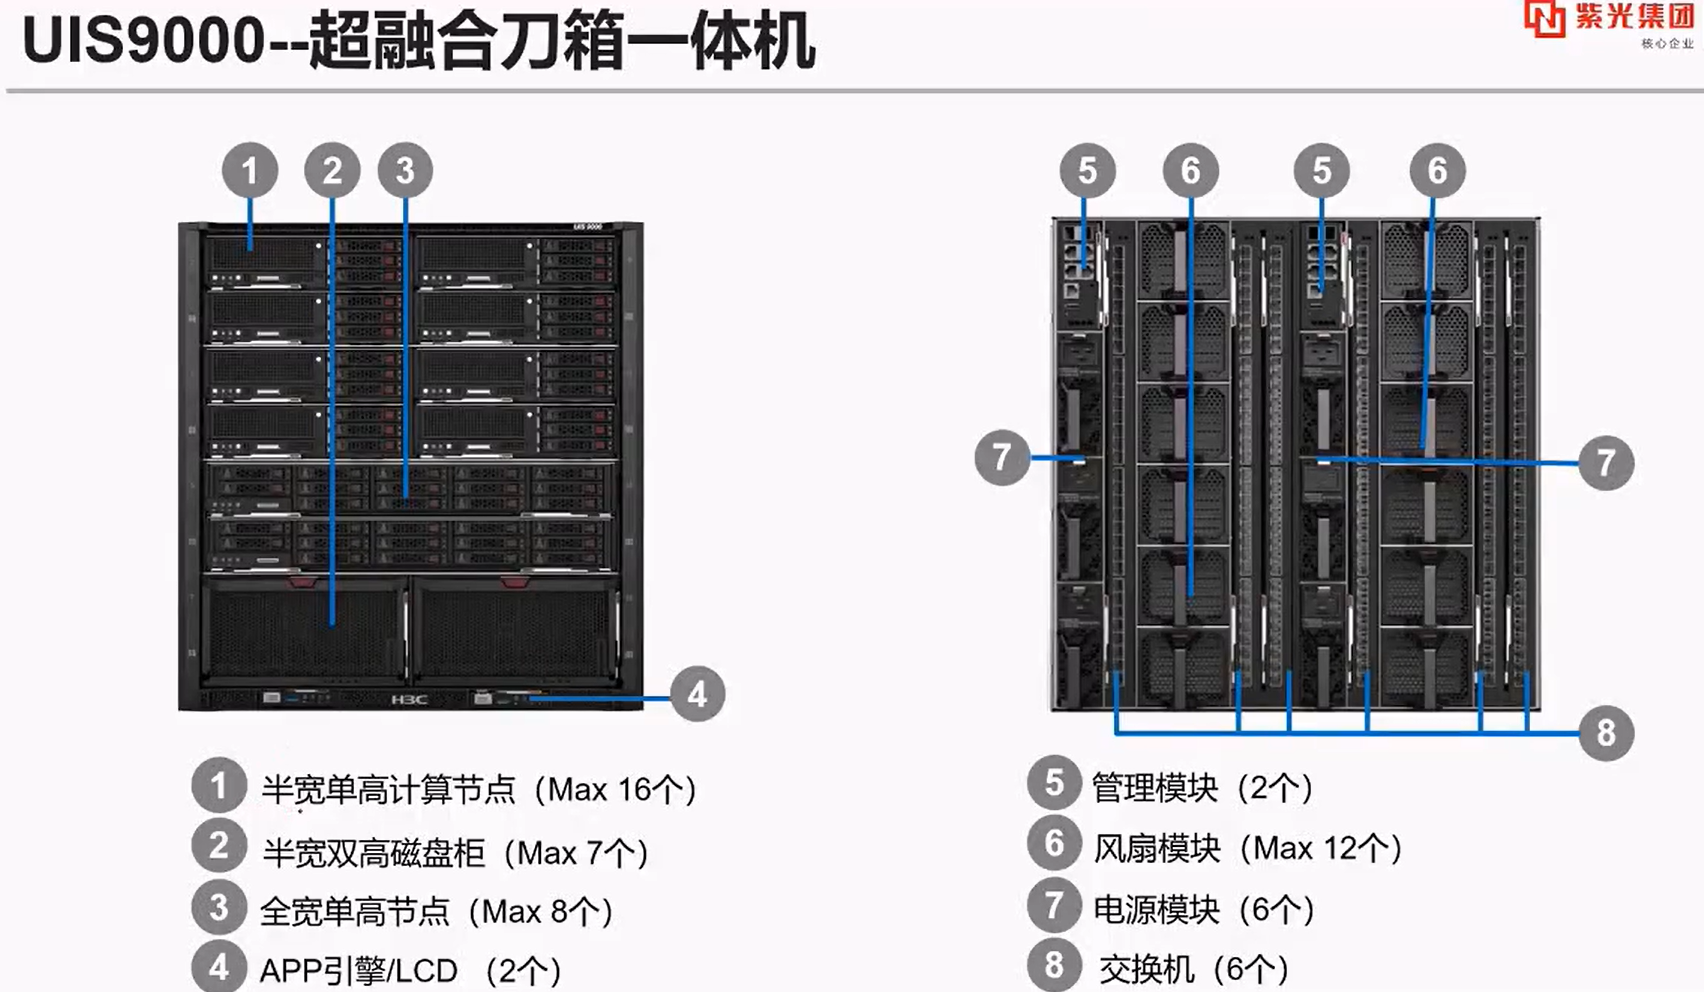 UIS9000--超融合刀箱一体机
紫光集团
核心企业
1 2 3
5 6 5 6
UIS 9000
7 7
H3C
4
8
1 半宽单高计算节点（Max 16个）
2 半宽双高磁盘柜（Max 7个）
3 全宽单高节点（Max 8个）
4 APP引擎/LCD （2个）
5 管理模块（2个）
6 风扇模块（Max 12个）
7 电源模块（6个）
8 交换机（6个）